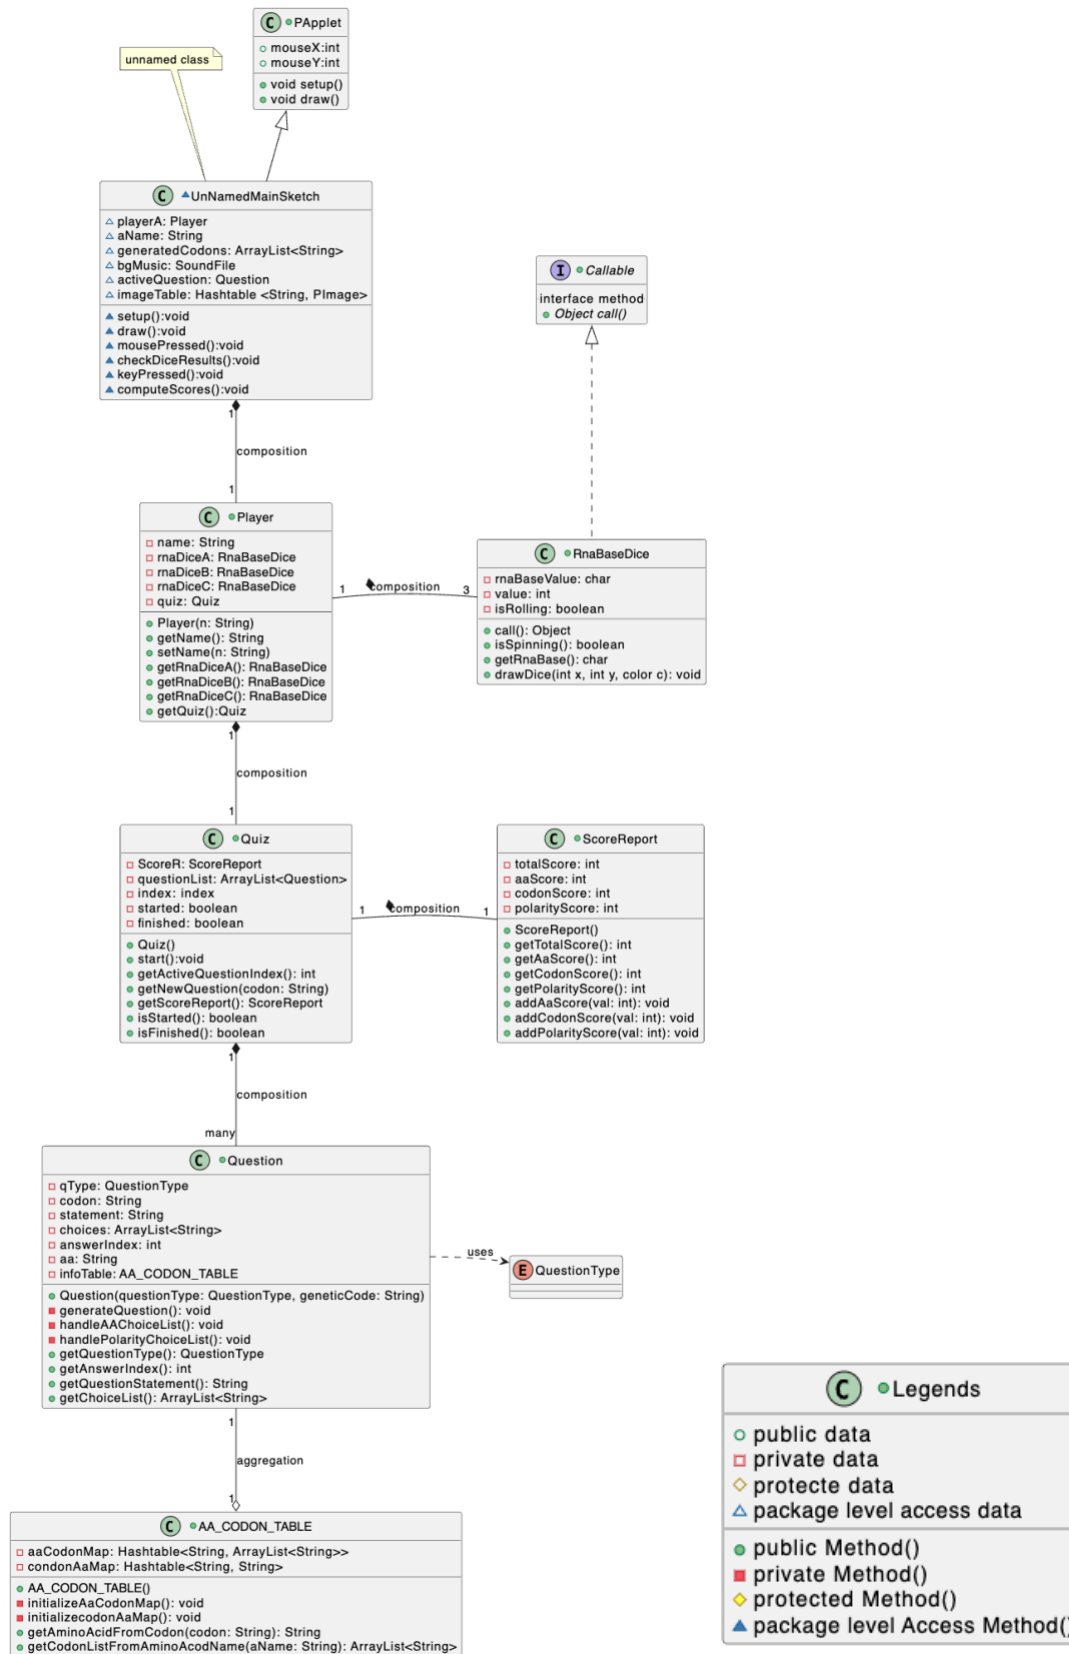 C PApplet
mouseX:int
mouseY:int
void setup()
void draw()
unnamed class
C UnNamedMainSketch
playerA: Player
aName: String
generatedCodons: ArrayList<String>
bgMusic: SoundFile
activeQuestion: Question
imageTable: Hashtable <String, PImage>
setup():void
draw():void
mousePressed():void
checkDiceResults():void
keyPressed():void
computeScores():void
I Callable
interface method
Object call()
1
composition
1
C Player
name: String
rnaDiceA: RnaBaseDice
rnaDiceB: RnaBaseDice
rnaDiceC: RnaBaseDice
quiz: Quiz
Player(n: String)
getName(): String
setName(n: String)
getRnaDiceA(): RnaBaseDice
getRnaDiceB(): RnaBaseDice
getRnaDiceC(): RnaBaseDice
getQuiz():Quiz
1 composition 3
C RnaBaseDice
rnaBaseValue: char
value: int
isRolling: boolean
call(): Object
isSpinning(): boolean
getRnaBase(): char
drawDice(int x, int y, color c): void
1
composition
1
C Quiz
ScoreR: ScoreReport
questionList: ArrayList<Question>
index: index
started: boolean
finished: boolean
Quiz()
start():void
getActiveQuestionIndex(): int
getNewQuestion(codon: String)
getScoreReport(): ScoreReport
isStarted(): boolean
isFinished(): boolean
1 composition 1
C ScoreReport
totalScore: int
aaScore: int
codonScore: int
polarityScore: int
ScoreReport()
getTotalScore(): int
getAaScore(): int
getCodonScore(): int
getPolarityScore(): int
addAaScore(val: int): void
addCodonScore(val: int): void
addPolarityScore(val: int): void
1
composition
many
C Question
qType: QuestionType
codon: String
statement: String
choices: ArrayList<String>
answerIndex: int
aa: String
infoTable: AA_CODON_TABLE
Question(questionType: QuestionType, geneticCode: String)
generateQuestion(): void
handleAAChoiceList(): void
handlePolarityChoiceList(): void
getQuestionType(): QuestionType
getAnswerIndex(): int
getQuestionStatement(): String
getChoiceList(): ArrayList<String>
uses
E QuestionType
1
aggregation
1
C AA_CODON_TABLE
aaCodonMap: Hashtable<String, ArrayList<String>>
condonAaMap: Hashtable<String, String>
AA_CODON_TABLE()
initializeAaCodonMap(): void
initializecodonAaMap(): void
getAminoAcidFromCodon(codon: String): String
getCodonListFromAminoAcodName(aName: String): ArrayList<String>
C Legends
public data
private data
protecte data
package level access data
public Method()
private Method()
protected Method()
package level Access Method()